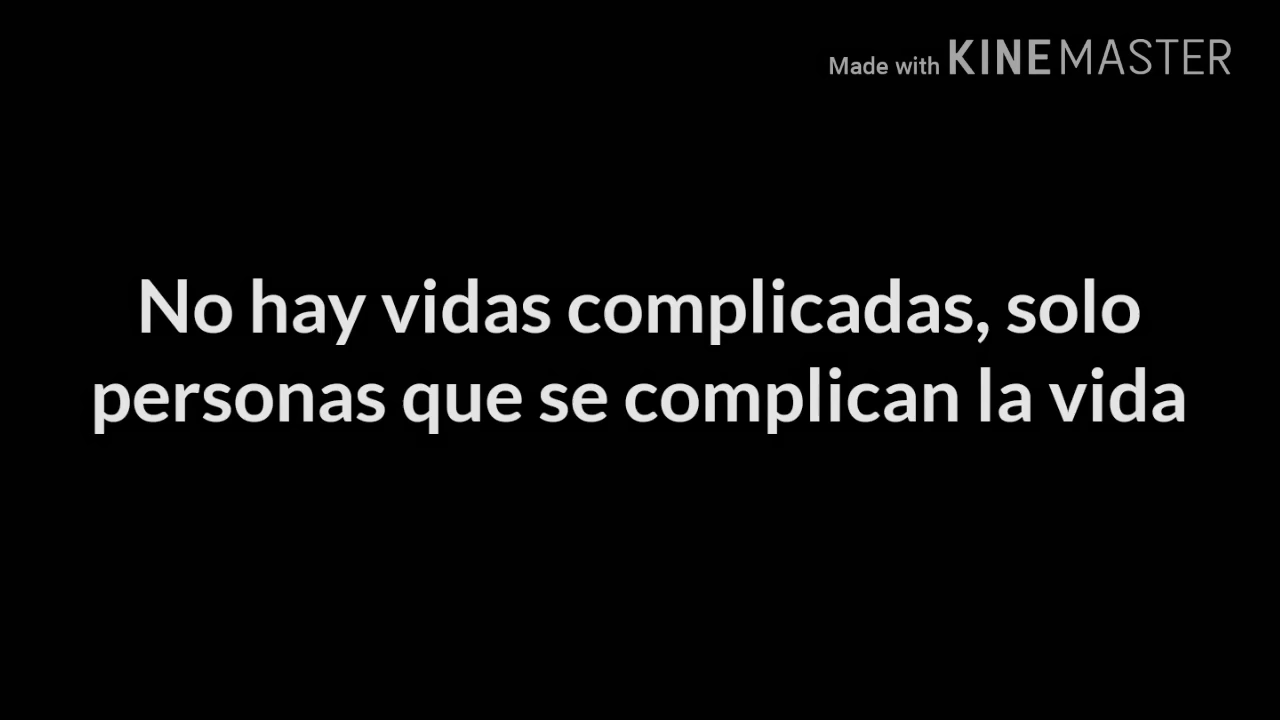 Made with KINEMASTER
No hay vidas complicadas, solo
personas que se complican la vida